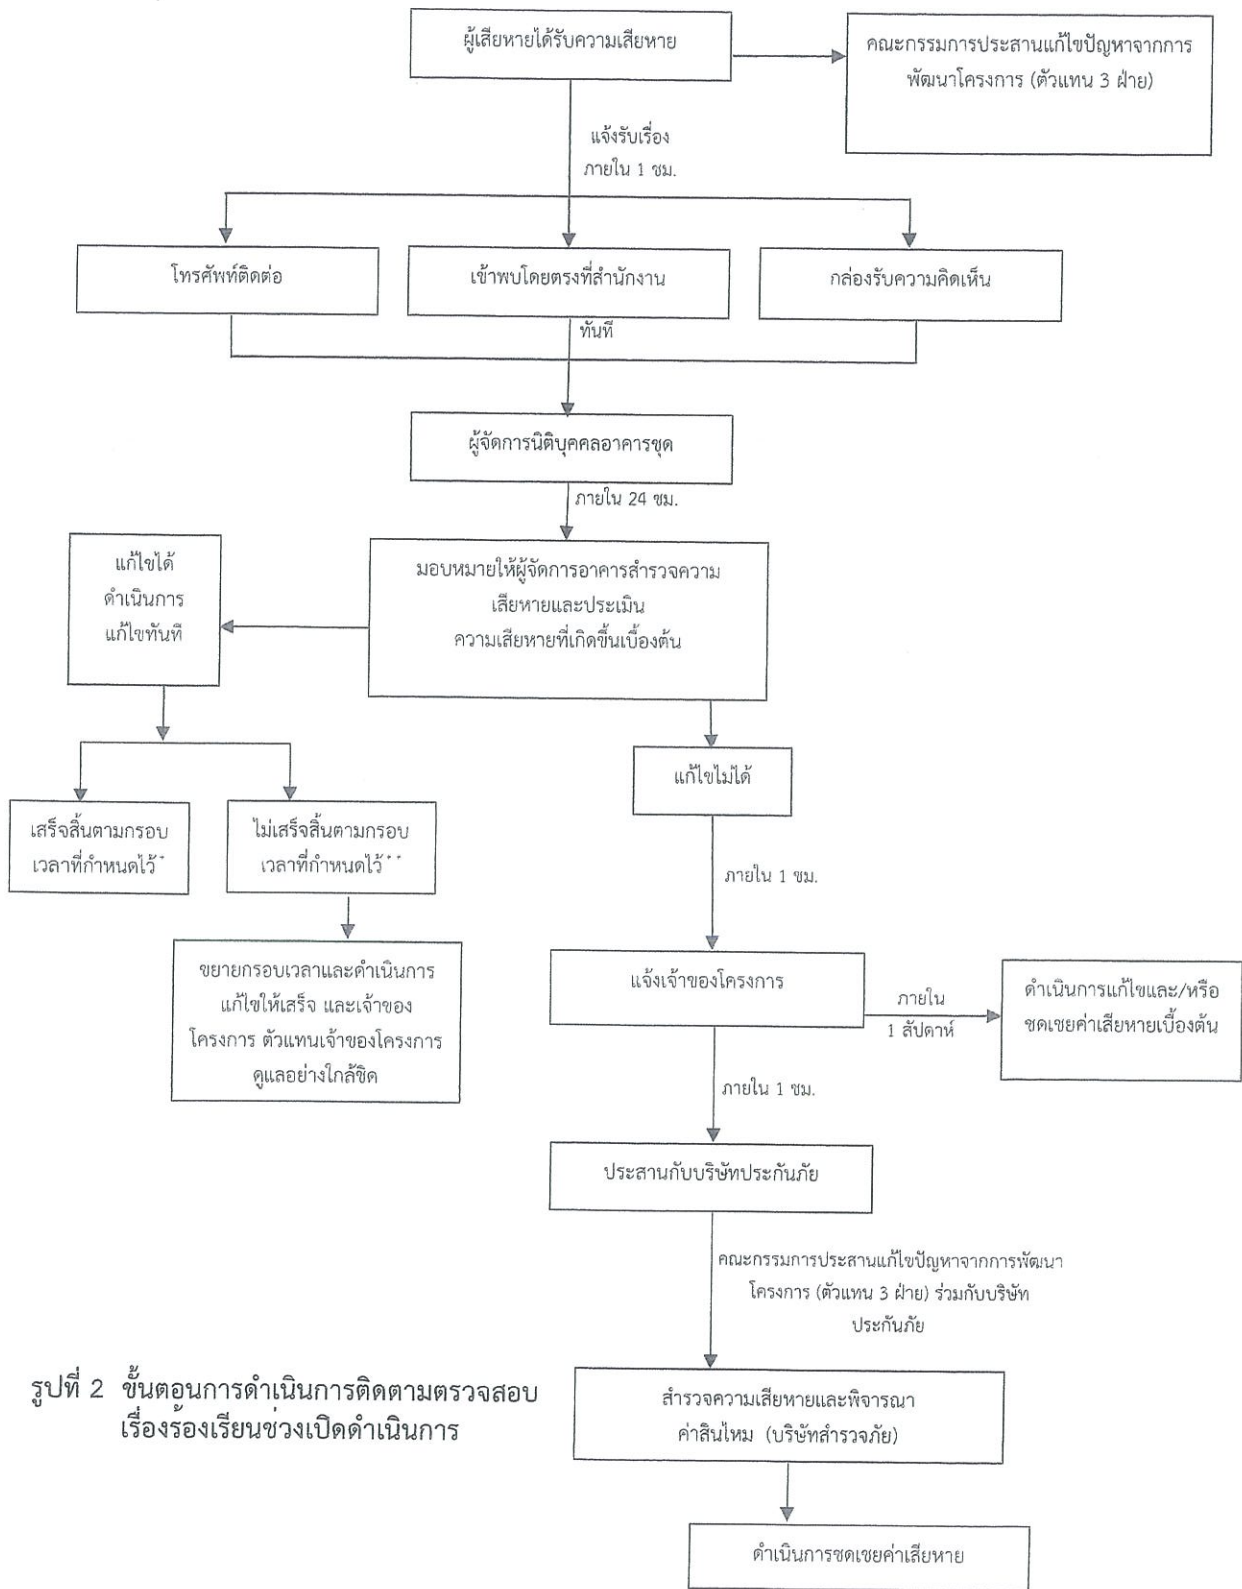 ผู้เสียหายได้รับความเสียหาย
คณะกรรมการประสานแก้ไขปัญหาจากการ
พัฒนาโครงการ (ตัวแทน 3 ฝ่าย)
แจ้งรับเรื่อง
ภายใน 1 ชม.
โทรศัพท์ติดต่อ
เข้าพบโดยตรงที่สำนักงาน
กล่องรับความคิดเห็น
ทันที
ผู้จัดการนิติบุคคลอาคารชุด
ภายใน 24 ชม.
มอบหมายให้ผู้จัดการอาคารสำรวจความ
เสียหายและประเมิน
ความเสียหายที่เกิดขึ้นเบื้องต้น
แก้ไขได้
ดำเนินการ
แก้ไขทันที
แก้ไขไม่ได้
เสร็จสิ้นตามกรอบ
เวลาที่กำหนดไว้*
ไม่เสร็จสิ้นตามกรอบ
เวลาที่กำหนดไว้**
ภายใน 1 ชม.
ขยายกรอบเวลาและดำเนินการ
แก้ไขให้เสร็จ และเจ้าของ
โครงการ ตัวแทนเจ้าของโครงการ
ดูแลอย่างใกล้ชิด
แจ้งเจ้าของโครงการ
ภายใน
1 สัปดาห์
ดำเนินการแก้ไขและ/หรือ
ชดเชยค่าเสียหายเบื้องต้น
ภายใน 1 ชม.
ประสานกับบริษัทประกันภัย
คณะกรรมการประสานแก้ไขปัญหาจากการพัฒนา
โครงการ (ตัวแทน 3 ฝ่าย) ร่วมกับบริษัท
ประกันภัย
สำรวจความเสียหายและพิจารณา
ค่าสินไหม (บริษัทสำรวจภัย)
ดำเนินการชดเชยค่าเสียหาย
รูปที่ 2 ขั้นตอนการดำเนินการติดตามตรวจสอบ
เรื่องร้องเรียนช่วงเปิดดำเนินการ